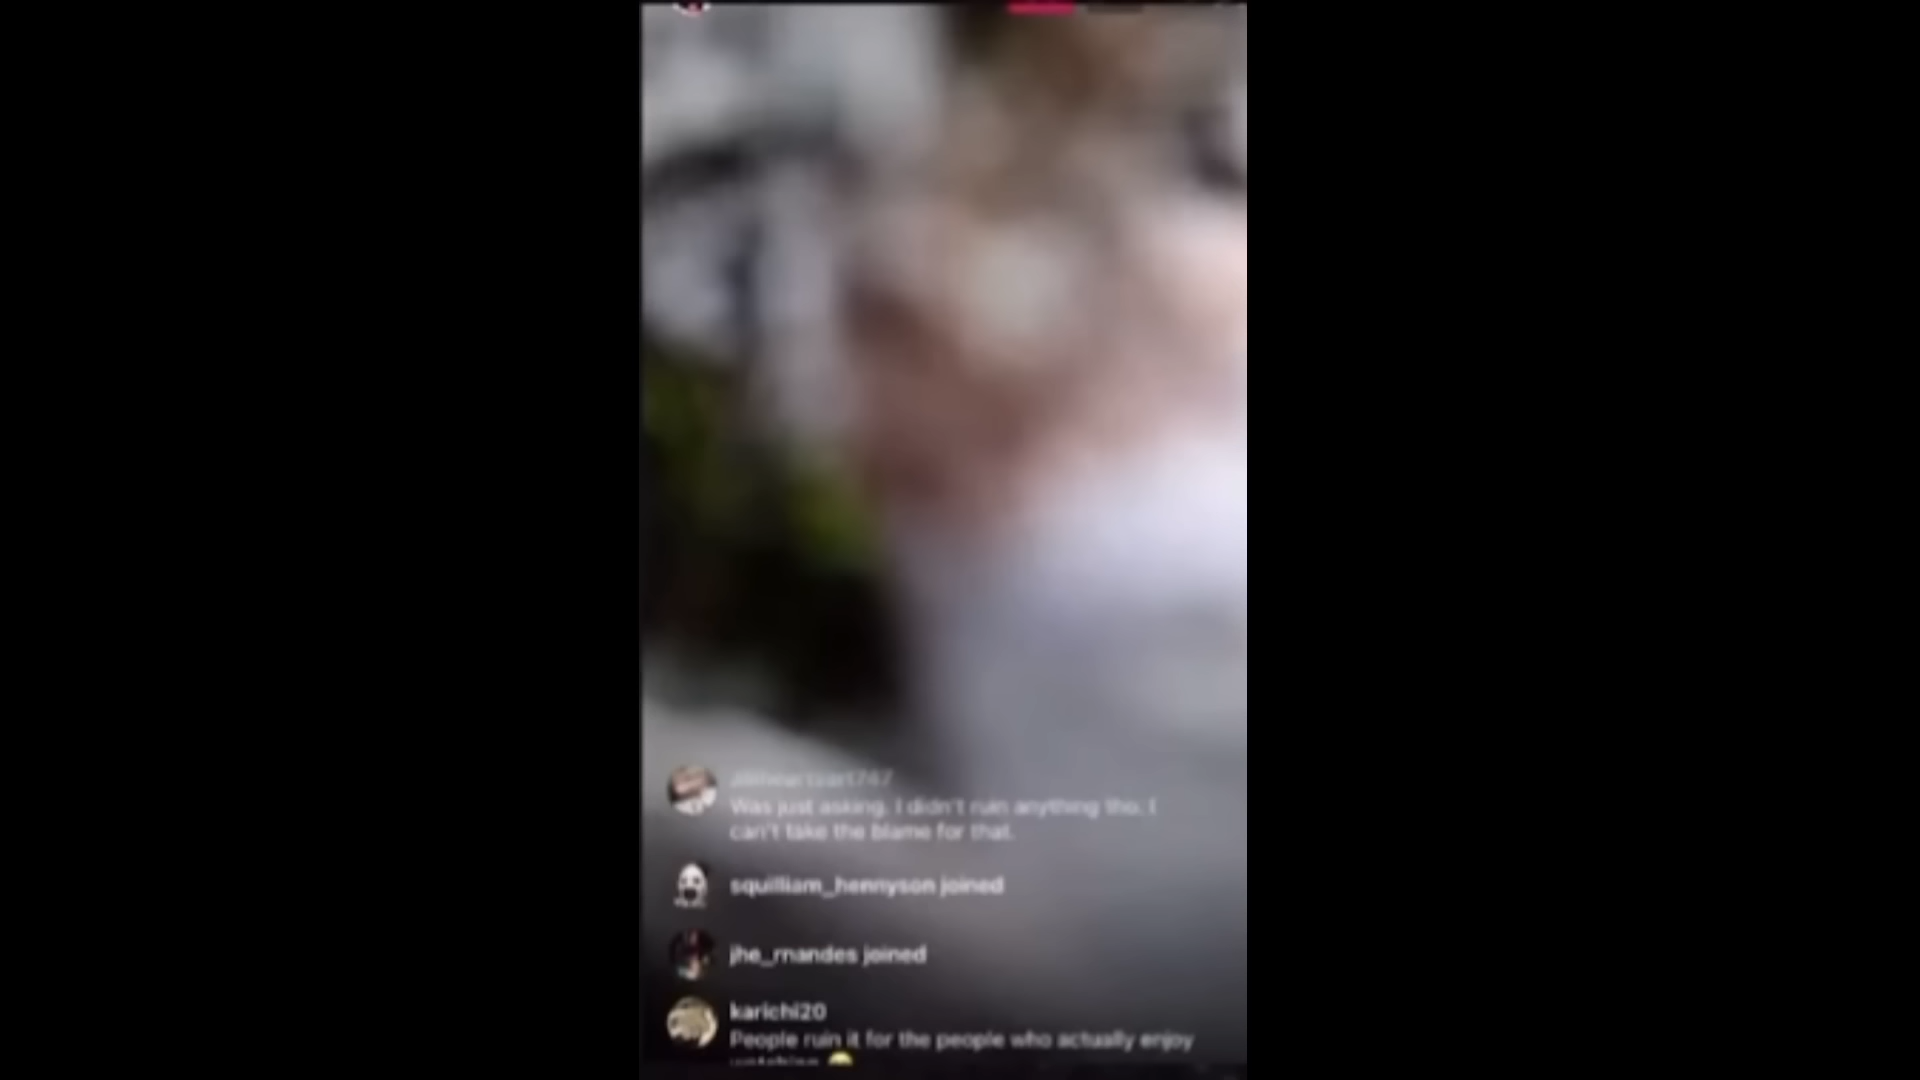 Was just asking. I didn't ruin anything tho. I
can't take the blame for that.
squilliam_hennyson joined
jhe_rnandes joined
karichi20
People ruin it for the people who actually enjoy
watching 😂